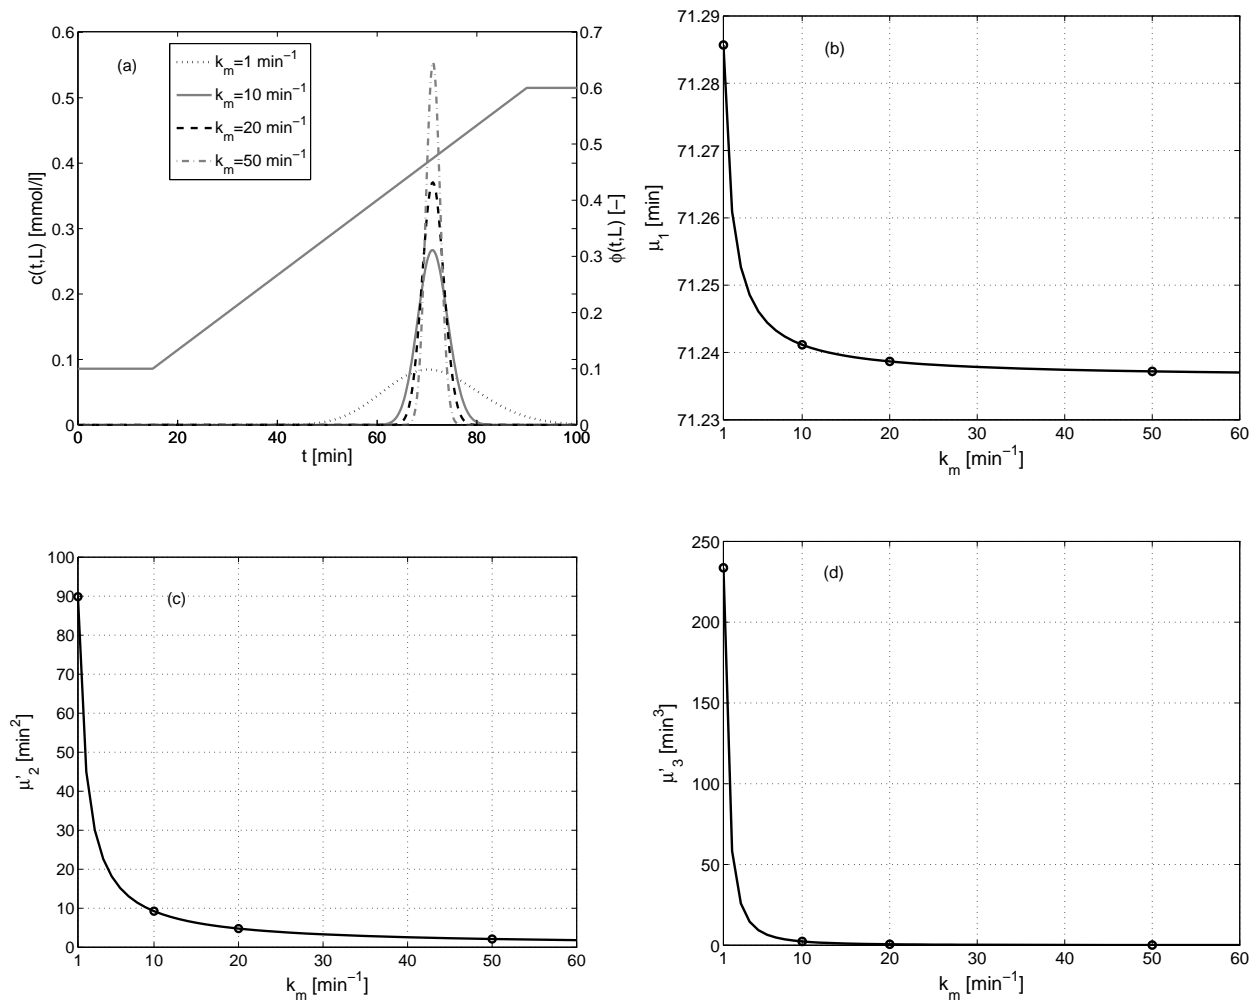 (a)
k_m=1 min⁻¹
k_m=10 min⁻¹
k_m=20 min⁻¹
k_m=50 min⁻¹
0.6
0.5
0.4
0.3
0.2
0.1
0
c(t,L) [mmol/l]
0.7
0.6
0.5
0.4
0.3
0.2
0.1
0
ϕ(t,L) [−]
0 20 40 60 80 100
t [min]
(b)
71.29
71.28
71.27
71.26
71.25
71.24
71.23
μ_1 [min]
1 10 20 30 40 50 60
k_m [min⁻¹]
(c)
100
90
80
70
60
50
40
30
20
10
0
μ'_2 [min²]
1 10 20 30 40 50 60
k_m [min⁻¹]
(d)
250
200
150
100
50
0
μ'_3 [min³]
1 10 20 30 40 50 60
k_m [min⁻¹]